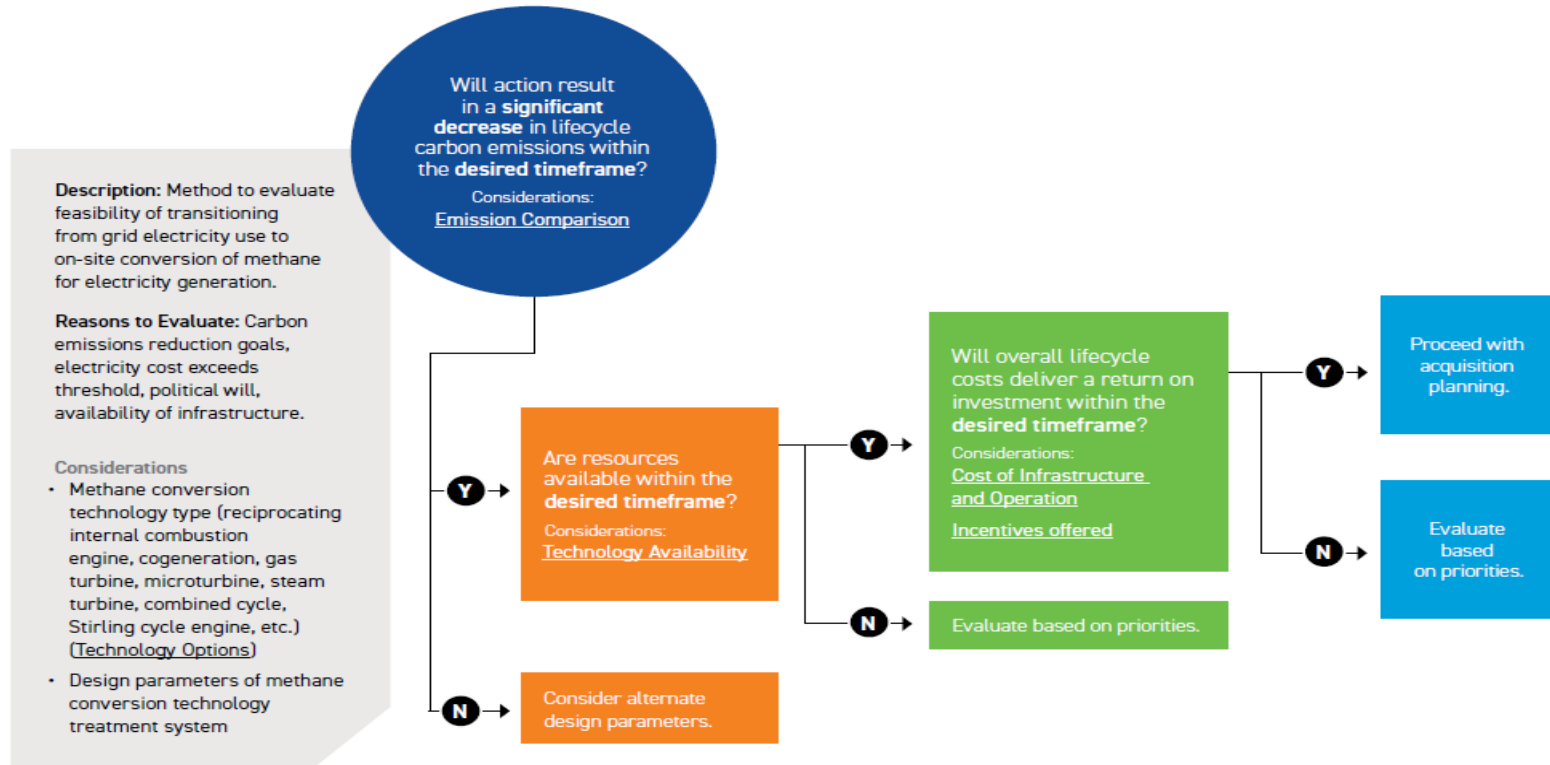 Will action result
in a significant
decrease in lifecycle
carbon emissions within
the desired timeframe?
Considerations:
Emission Comparison
Description: Method to evaluate
feasibility of transitioning
from grid electricity use to
on-site conversion of methane
for electricity generation.
Reasons to Evaluate: Carbon
emissions reduction goals,
electricity cost exceeds
threshold, political will,
availability of infrastructure.
Considerations
• Methane conversion
technology type (reciprocating
internal combustion
engine, cogeneration, gas
turbine, microturbine, steam
turbine, combined cycle,
Stirling cycle engine, etc.)
(Technology Options)
• Design parameters of methane
conversion technology
treatment system
Y
Are resources
available within the
desired timeframe?
Considerations:
Technology Availability
N
Consider alternate
design parameters.
Y
Will overall lifecycle
costs deliver a return on
investment within the
desired timeframe?
Considerations:
Cost of Infrastructure
and Operation
Incentives offered
N
Evaluate based on priorities.
Y
Proceed with
acquisition
planning.
N
Evaluate
based
on priorities.